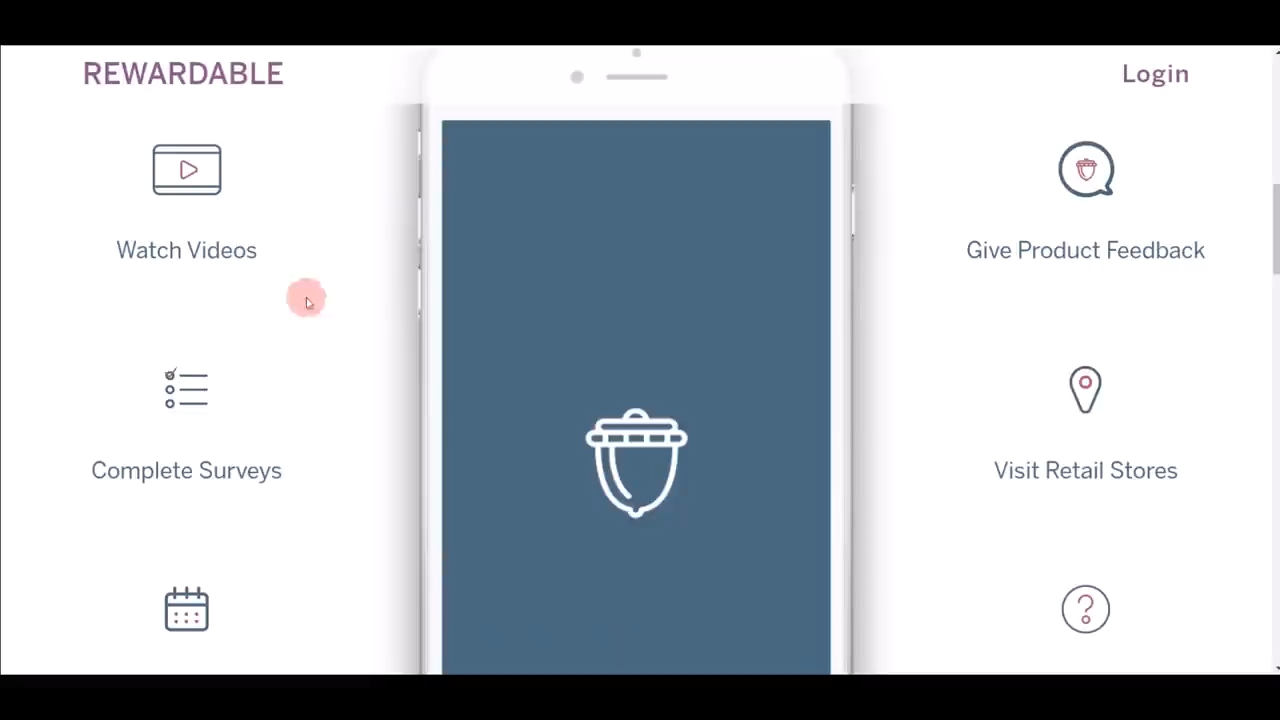 REWARDABLE
Login
Watch Videos
Give Product Feedback
Complete Surveys
Visit Retail Stores